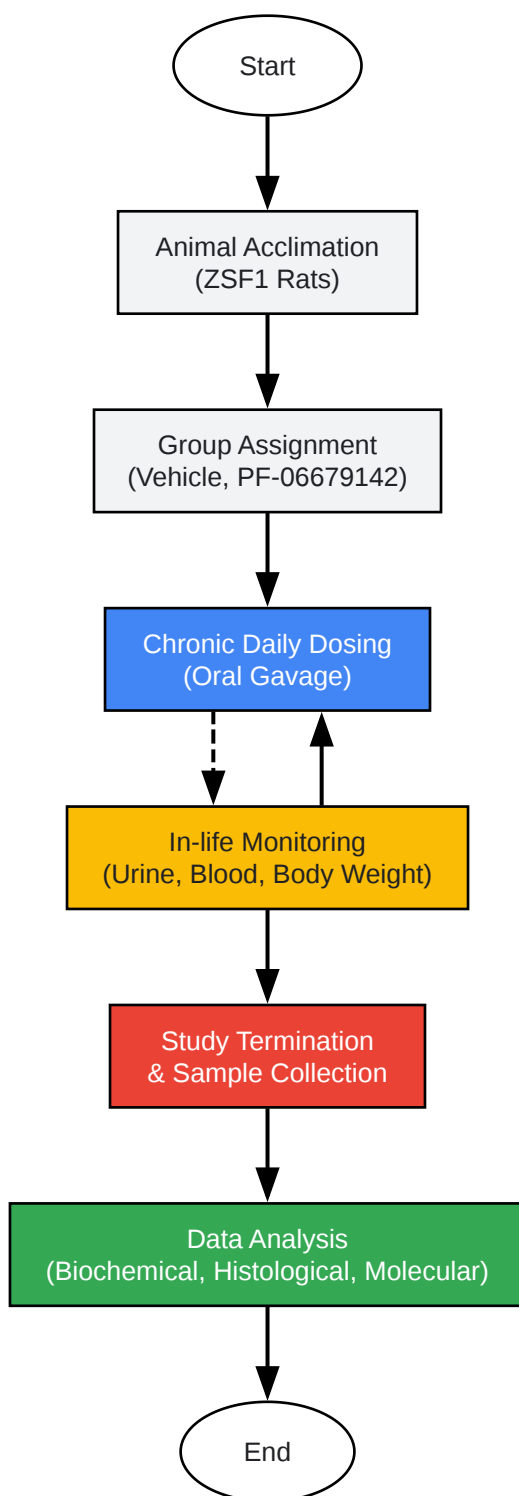 Start
Animal Acclimation
(ZSF1 Rats)
Group Assignment
(Vehicle, PF-06679142)
Chronic Daily Dosing
(Oral Gavage)
In-life Monitoring
(Urine, Blood, Body Weight)
Study Termination
& Sample Collection
Data Analysis
(Biochemical, Histological, Molecular)
End